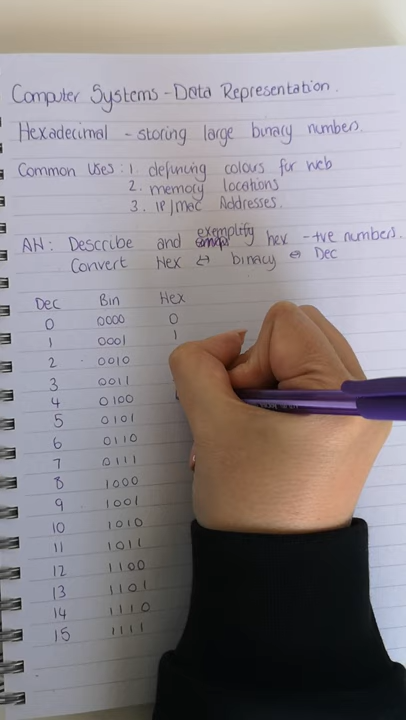 Computer Systems - Data Representation.
Hexadecimal - storing large binary numbers.
Common Uses: 1. defining colours for web
2. memory locations
3. IP/Mac Addresses.
AH: Describe and exemplify hex -+ve numbers.
Convert Hex ↔ binary ↔ Dec
Dec Bin Hex
0 0000 0
1 0001 1
2 0010
3 0011
4 0100
5 0101
6 0110
7 0111
8 1000
9 1001
10 1010
11 1011
12 1100
13 1101
14 1110
15 1111